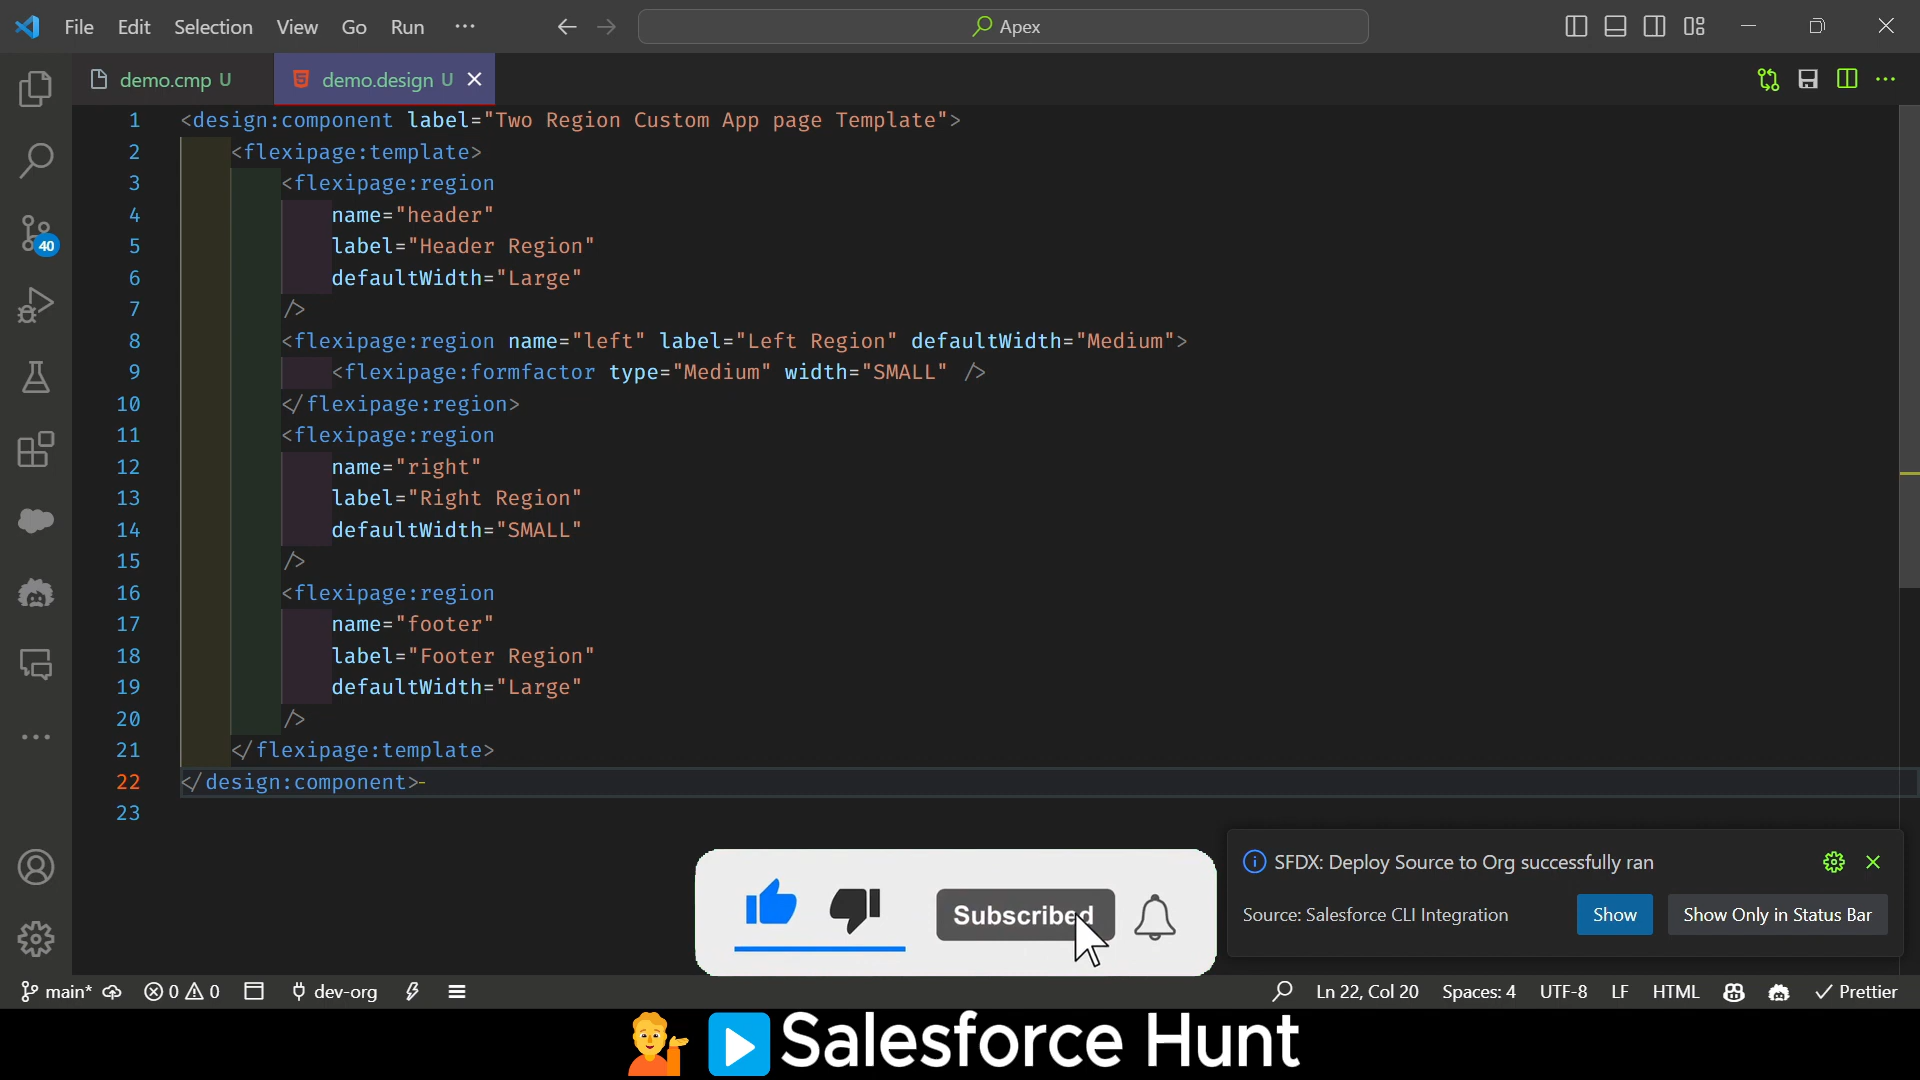 File Edit Selection View Go Run ··· Apex
demo.cmp U demo.design U
1 <design:component label="Two Region Custom App page Template">
2 <flexipage:template>
3 <flexipage:region
4 name="header"
5 label="Header Region"
6 defaultWidth="Large"
7 />
8 <flexipage:region name="left" label="Left Region" defaultWidth="Medium">
9 <flexipage:formfactor type="Medium" width="SMALL" />
10 </flexipage:region>
11 <flexipage:region
12 name="right"
13 label="Right Region"
14 defaultWidth="SMALL"
15 />
16 <flexipage:region
17 name="footer"
18 label="Footer Region"
19 defaultWidth="Large"
20 />
21 </flexipage:template>
22 </design:component>-
23
40
SFDX: Deploy Source to Org successfully ran
Source: Salesforce CLI Integration Show Show Only in Status Bar
Subscribed
main* 0 0 dev-org Ln 22, Col 20 Spaces: 4 UTF-8 LF HTML Prettier
Salesforce Hunt